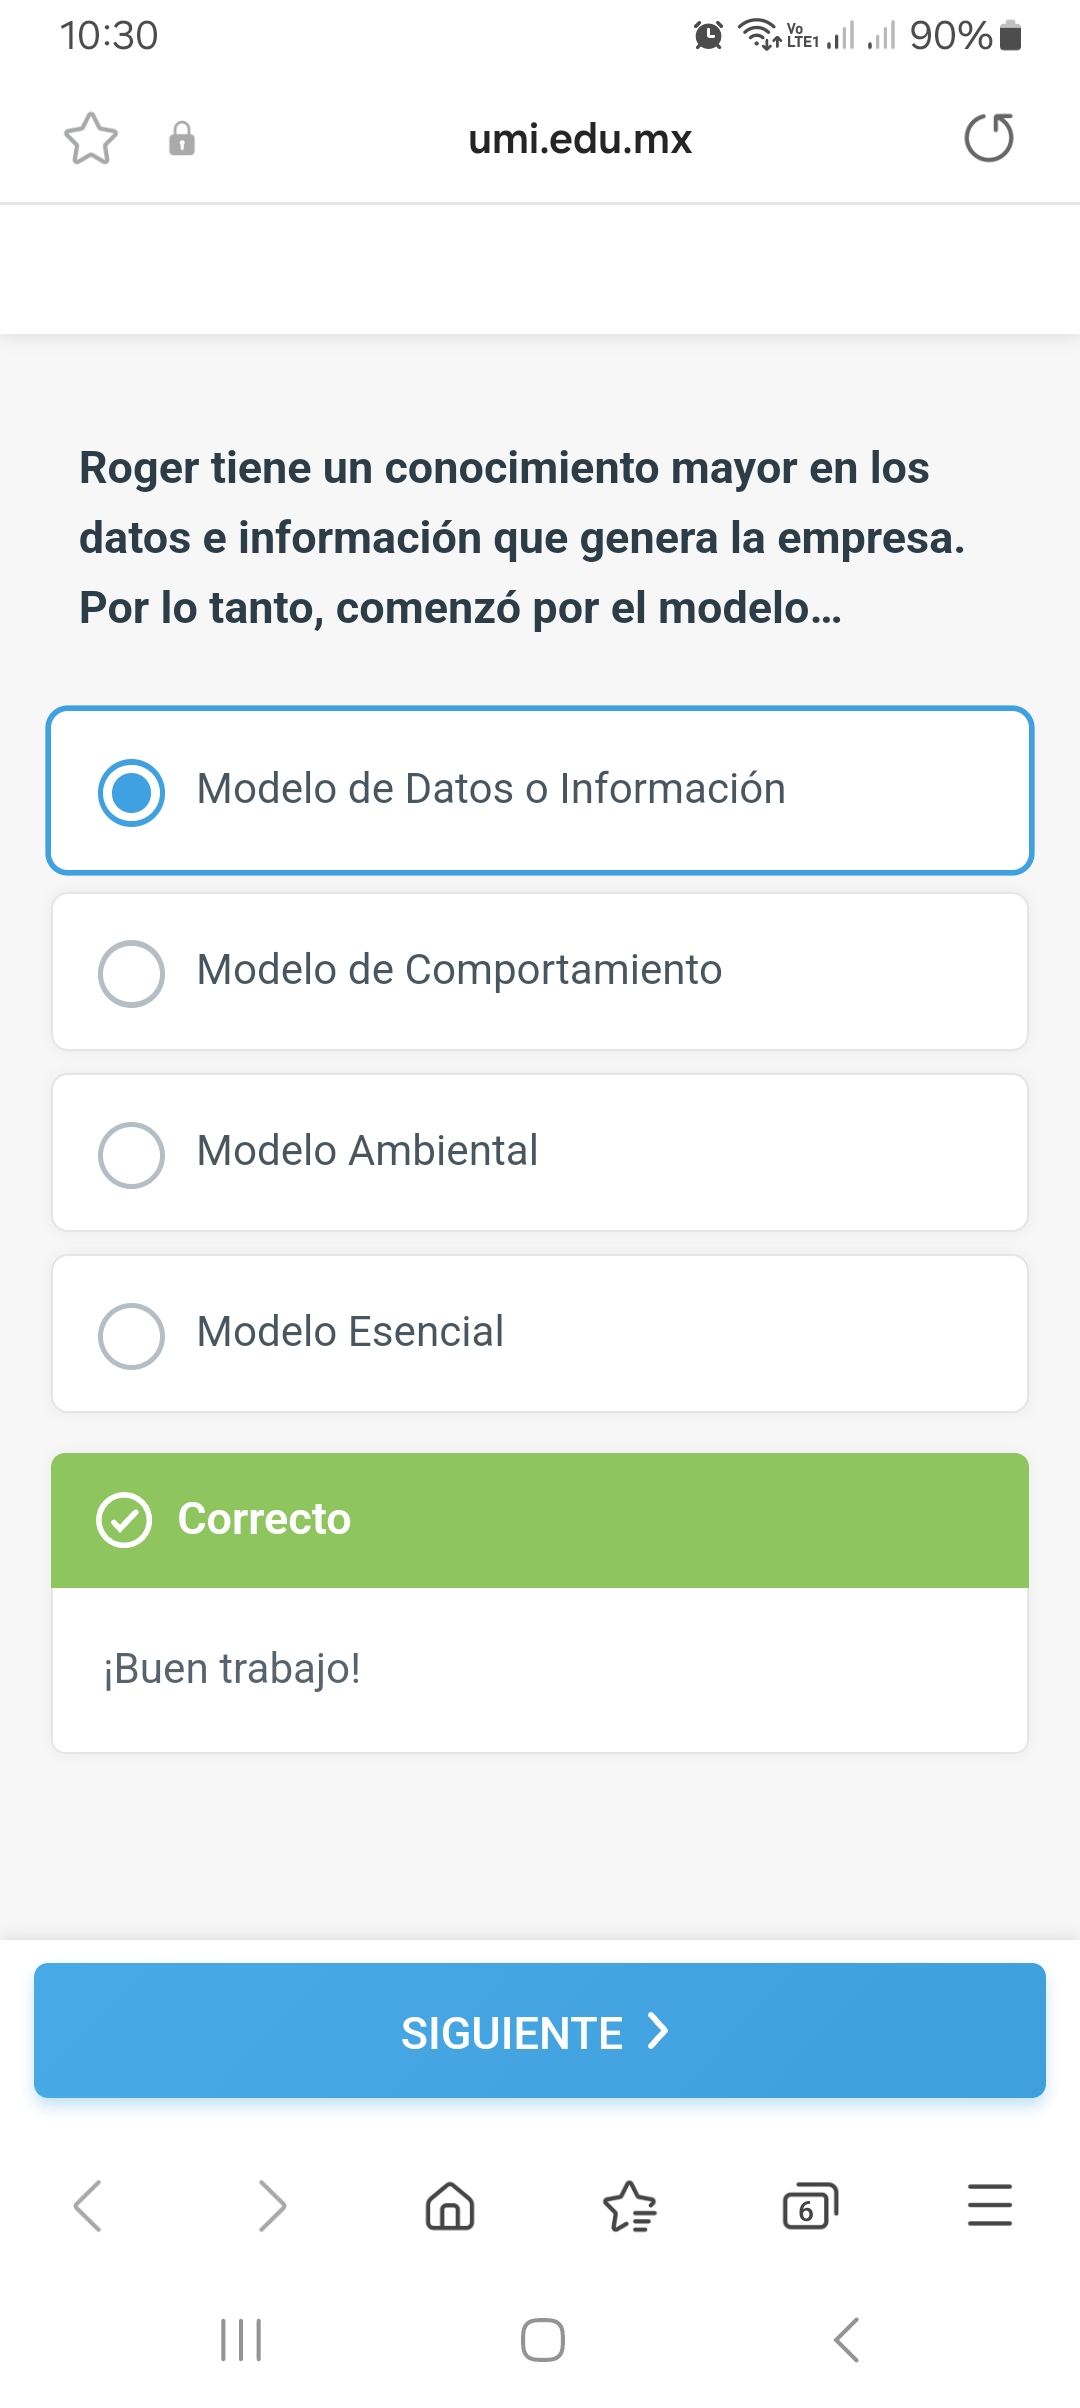 10:30
Vo LTE1 90%
umi.edu.mx
Roger tiene un conocimiento mayor en los
datos e información que genera la empresa.
Por lo tanto, comenzó por el modelo...
Modelo de Datos o Información
Modelo de Comportamiento
Modelo Ambiental
Modelo Esencial
Correcto
¡Buen trabajo!
SIGUIENTE
6